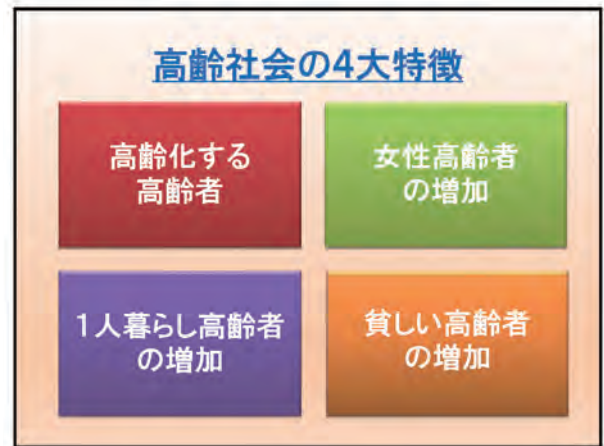 高齢社会の4大特徴
高齢化する
高齢者
女性高齢者
の増加
1人暮らし高齢者
の増加
貧しい高齢者
の増加